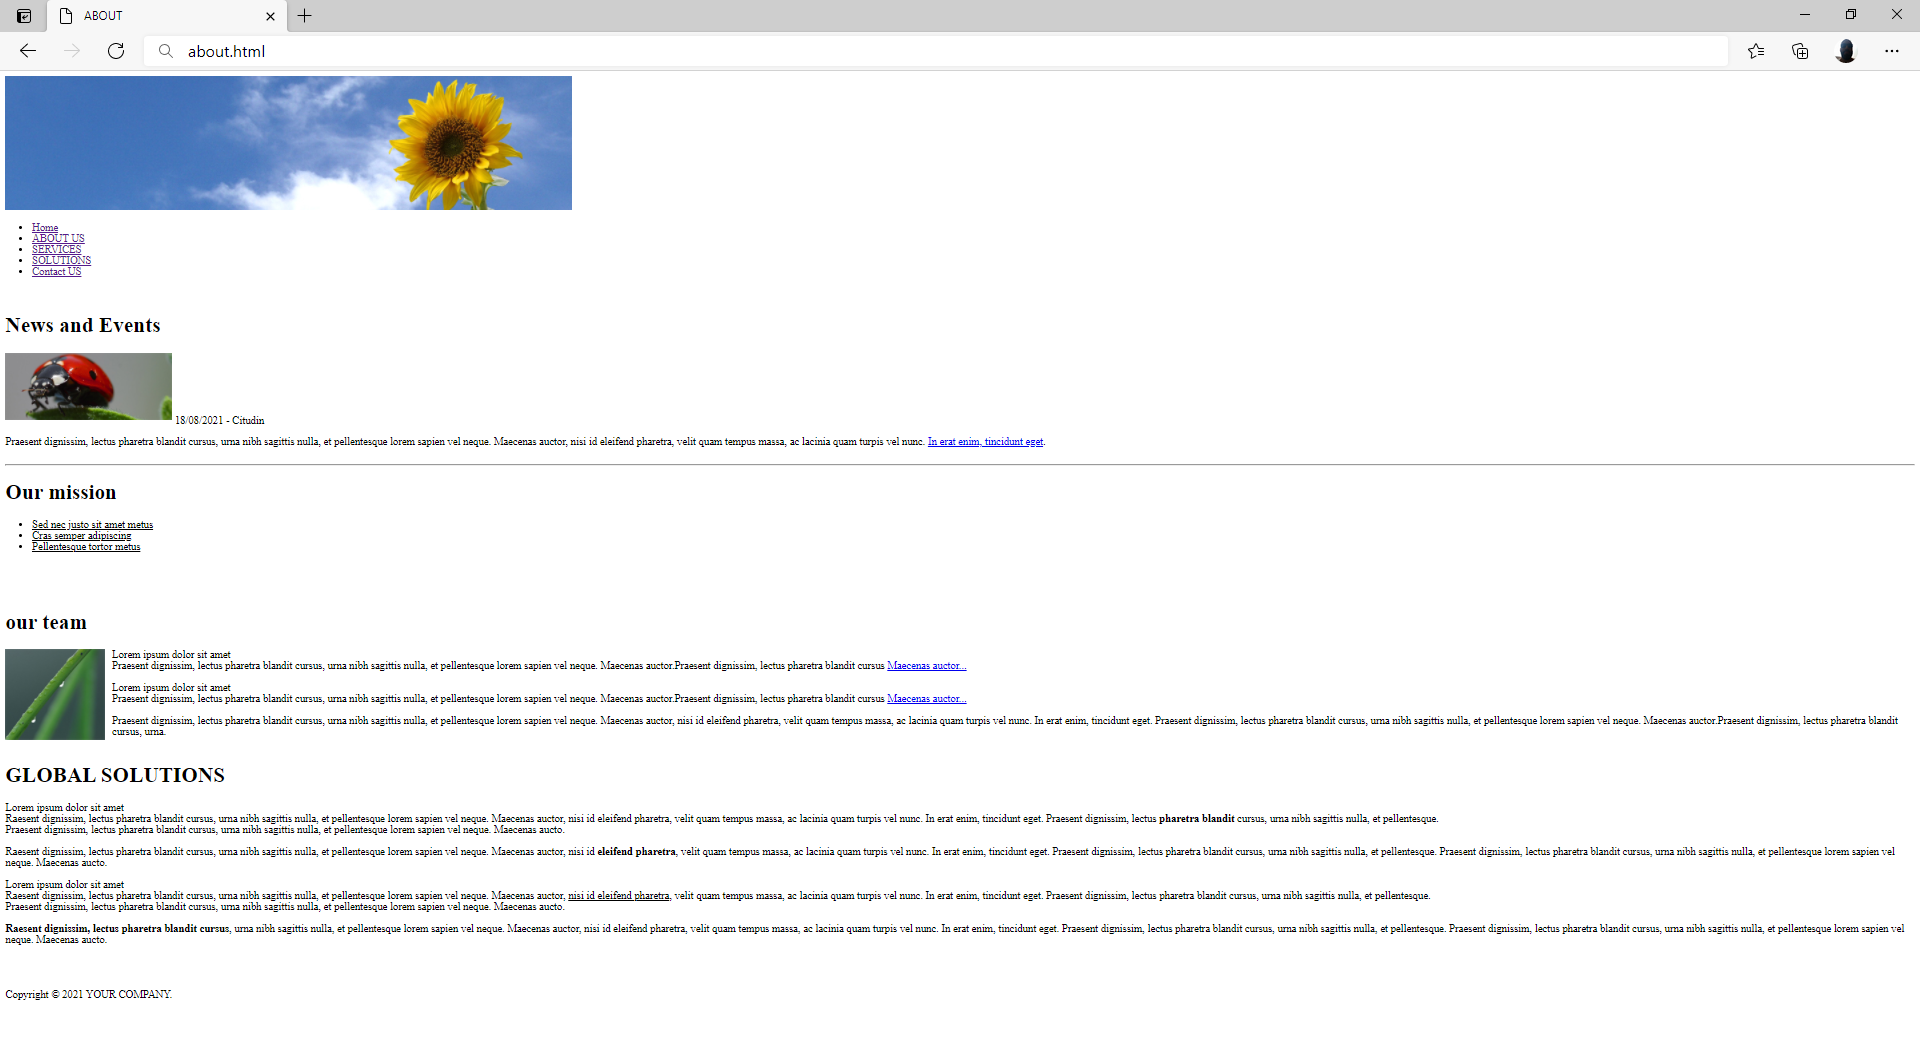 ABOUT
about.html
Home
ABOUT US
SERVICES
SOLUTIONS
Contact US
News and Events
18/08/2021 - Citudin
Praesent dignissim, lectus pharetra blandit cursus, urna nibh sagittis nulla, et pellentesque lorem sapien vel neque. Maecenas auctor, nisi id eleifend pharetra, velit quam tempus massa, ac lacinia quam turpis vel nunc. In erat enim, tincidunt eget.
Our mission
Sed nec justo sit amet metus
Cras semper adipiscing
Pellentesque tortor metus
our team
Lorem ipsum dolor sit amet
Praesent dignissim, lectus pharetra blandit cursus, urna nibh sagittis nulla, et pellentesque lorem sapien vel neque. Maecenas auctor.Praesent dignissim, lectus pharetra blandit cursus Maecenas auctor...
Lorem ipsum dolor sit amet
Praesent dignissim, lectus pharetra blandit cursus, urna nibh sagittis nulla, et pellentesque lorem sapien vel neque. Maecenas auctor.Praesent dignissim, lectus pharetra blandit cursus Maecenas auctor...
Praesent dignissim, lectus pharetra blandit cursus, urna nibh sagittis nulla, et pellentesque lorem sapien vel neque. Maecenas auctor, nisi id eleifend pharetra, velit quam tempus massa, ac lacinia quam turpis vel nunc. In erat enim, tincidunt eget. Praesent dignissim, lectus pharetra blandit cursus, urna nibh sagittis nulla, et pellentesque lorem sapien vel neque. Maecenas auctor.Praesent dignissim, lectus pharetra blandit
cursus, urna.
GLOBAL SOLUTIONS
Lorem ipsum dolor sit amet
Raesent dignissim, lectus pharetra blandit cursus, urna nibh sagittis nulla, et pellentesque lorem sapien vel neque. Maecenas auctor, nisi id eleifend pharetra, velit quam tempus massa, ac lacinia quam turpis vel nunc. In erat enim, tincidunt eget. Praesent dignissim, lectus pharetra blandit cursus, urna nibh sagittis nulla, et pellentesque.
Praesent dignissim, lectus pharetra blandit cursus, urna nibh sagittis nulla, et pellentesque lorem sapien vel neque. Maecenas aucto.
Raesent dignissim, lectus pharetra blandit cursus, urna nibh sagittis nulla, et pellentesque lorem sapien vel neque. Maecenas auctor, nisi id eleifend pharetra, velit quam tempus massa, ac lacinia quam turpis vel nunc. In erat enim, tincidunt eget. Praesent dignissim, lectus pharetra blandit cursus, urna nibh sagittis nulla, et pellentesque. Praesent dignissim, lectus pharetra blandit cursus, urna nibh sagittis nulla, et pellentesque lorem sapien vel
neque. Maecenas aucto.
Lorem ipsum dolor sit amet
Raesent dignissim, lectus pharetra blandit cursus, urna nibh sagittis nulla, et pellentesque lorem sapien vel neque. Maecenas auctor, nisi id eleifend pharetra, velit quam tempus massa, ac lacinia quam turpis vel nunc. In erat enim, tincidunt eget. Praesent dignissim, lectus pharetra blandit cursus, urna nibh sagittis nulla, et pellentesque.
Praesent dignissim, lectus pharetra blandit cursus, urna nibh sagittis nulla, et pellentesque lorem sapien vel neque. Maecenas aucto.
Raesent dignissim, lectus pharetra blandit cursus, urna nibh sagittis nulla, et pellentesque lorem sapien vel neque. Maecenas auctor, nisi id eleifend pharetra, velit quam tempus massa, ac lacinia quam turpis vel nunc. In erat enim, tincidunt eget. Praesent dignissim, lectus pharetra blandit cursus, urna nibh sagittis nulla, et pellentesque. Praesent dignissim, lectus pharetra blandit cursus, urna nibh sagittis nulla, et pellentesque lorem sapien vel
neque. Maecenas aucto.
Copyright © 2021 YOUR COMPANY.